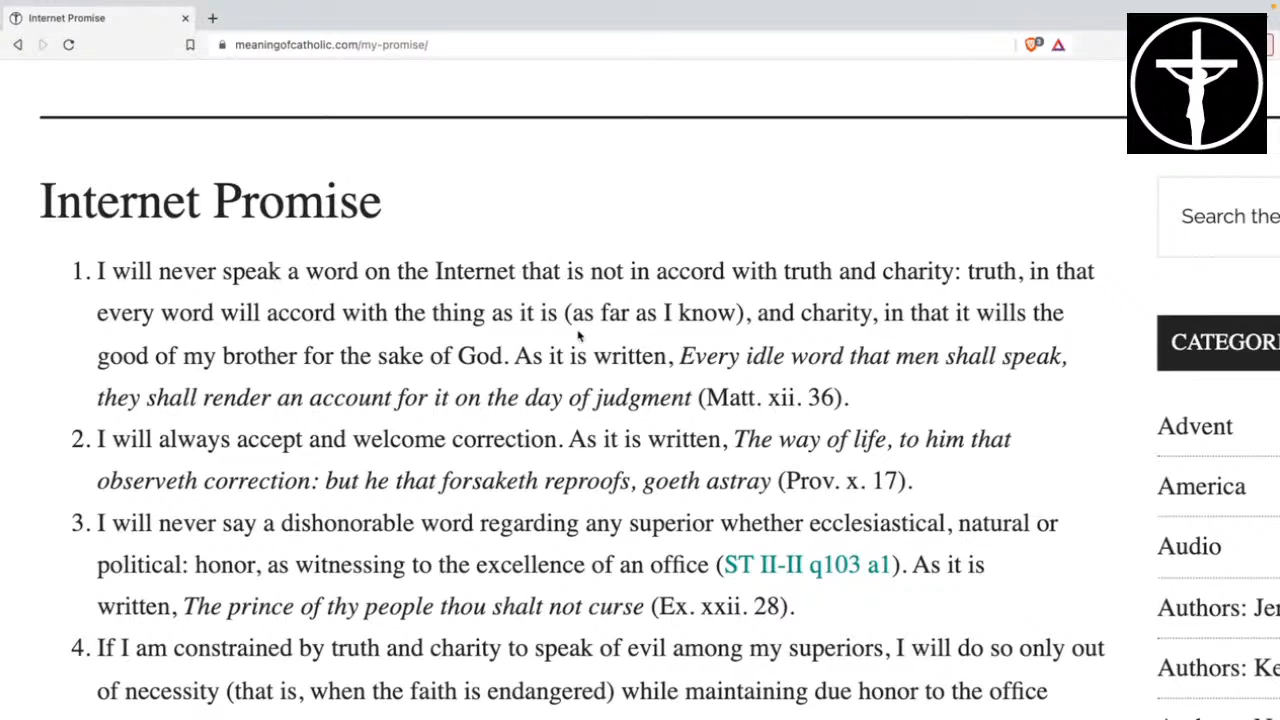 Internet Promise
meaningofcatholic.com/my-promise/
Internet Promise
Search the
1. I will never speak a word on the Internet that is not in accord with truth and charity: truth, in that
every word will accord with the thing as it is (as far as I know), and charity, in that it wills the
good of my brother for the sake of God. As it is written, Every idle word that men shall speak,
they shall render an account for it on the day of judgment (Matt. xii. 36).
2. I will always accept and welcome correction. As it is written, The way of life, to him that
observeth correction: but he that forsaketh reproofs, goeth astray (Prov. x. 17).
3. I will never say a dishonorable word regarding any superior whether ecclesiastical, natural or
political: honor, as witnessing to the excellence of an office (ST II-II q103 a1). As it is
written, The prince of thy people thou shalt not curse (Ex. xxii. 28).
4. If I am constrained by truth and charity to speak of evil among my superiors, I will do so only out
of necessity (that is, when the faith is endangered) while maintaining due honor to the office
CATEGORI
Advent
America
Audio
Authors: Jer
Authors: Ke